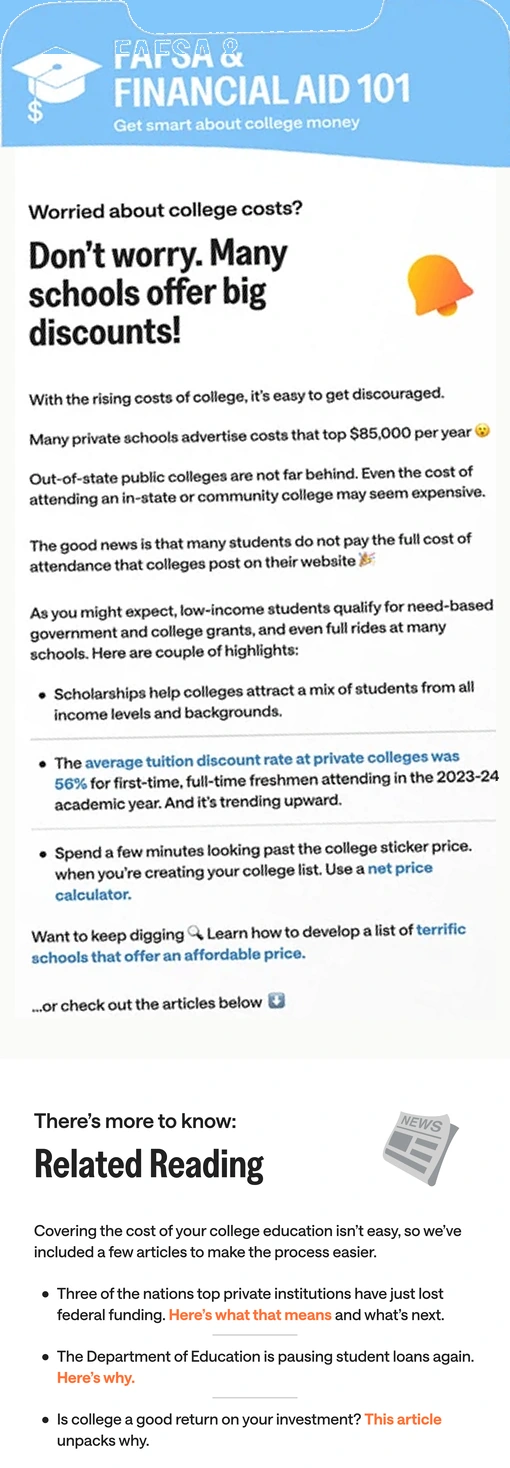 FAFSA &
FINANCIAL AID 101
Get smart about college money
$
Worried about college costs?
Don't worry. Many
schools offer big
discounts!
With the rising costs of college, it's easy to get discouraged.
Many private schools advertise costs that top $85,000 per year 😮
Out-of-state public colleges are not far behind. Even the cost of
attending an in-state or community college may seem expensive.
The good news is that many students do not pay the full cost of
attendance that colleges post on their website 🎉
As you might expect, low-income students qualify for need-based
government and college grants, and even full rides at many
schools. Here are couple of highlights:
• Scholarships help colleges attract a mix of students from all
income levels and backgrounds.
• The average tuition discount rate at private colleges was
56% for first-time, full-time freshmen attending in the 2023-24
academic year. And it's trending upward.
• Spend a few minutes looking past the college sticker price.
when you're creating your college list. Use a net price
calculator.
Want to keep digging 🔍 Learn how to develop a list of terrific
schools that offer an affordable price.
...or check out the articles below ⬇️
There's more to know:
Related Reading
NEWS
Covering the cost of your college education isn't easy, so we've
included a few articles to make the process easier.
• Three of the nations top private institutions have just lost
federal funding. Here's what that means and what's next.
• The Department of Education is pausing student loans again.
Here's why.
• Is college a good return on your investment? This article
unpacks why.